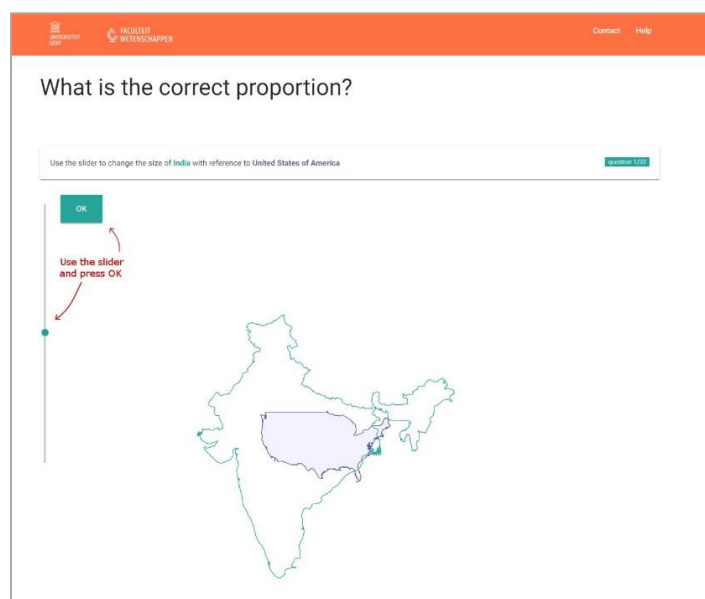 UNIVERSITEIT
GENT
FACULTEIT
WETENSCHAPPEN
Contact Help
What is the correct proportion?
Use the slider to change the size of India with reference to United States of America
question 1/32
OK
Use the slider
and press OK